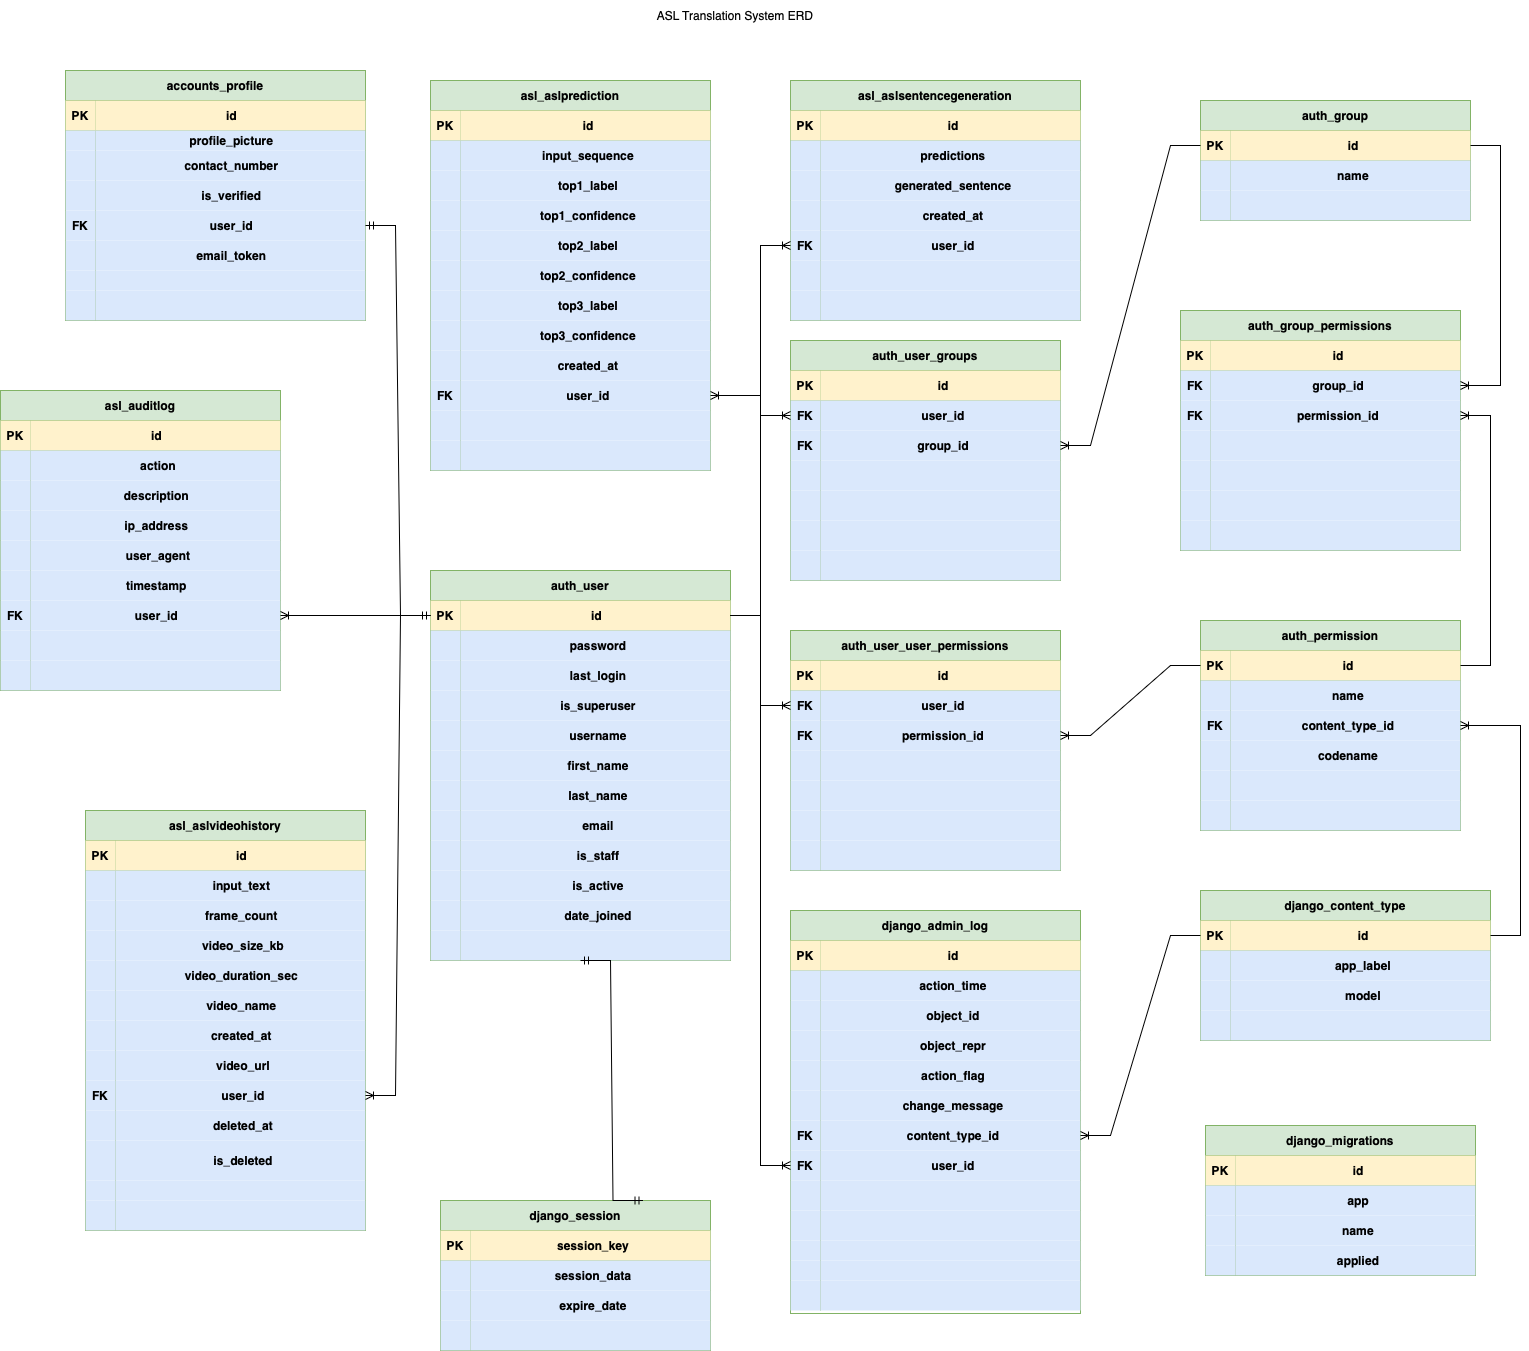 ASL Translation System ERD
accounts_profile
PK id
profile_picture
contact_number
is_verified
FK user_id
email_token
asl_aslprediction
PK id
input_sequence
top1_label
top1_confidence
top2_label
top2_confidence
top3_label
top3_confidence
created_at
FK user_id
asl_aslsentencegeneration
PK id
predictions
generated_sentence
created_at
FK user_id
auth_group
PK id
name
auth_user_groups
PK id
FK user_id
FK group_id
auth_group_permissions
PK id
FK group_id
FK permission_id
asl_auditlog
PK id
action
description
ip_address
user_agent
timestamp
FK user_id
auth_user
PK id
password
last_login
is_superuser
username
first_name
last_name
email
is_staff
is_active
date_joined
auth_user_user_permissions
PK id
FK user_id
FK permission_id
auth_permission
PK id
name
FK content_type_id
codename
asl_aslvideohistory
PK id
input_text
frame_count
video_size_kb
video_duration_sec
video_name
created_at
video_url
FK user_id
deleted_at
is_deleted
django_admin_log
PK id
action_time
object_id
object_repr
action_flag
change_message
FK content_type_id
FK user_id
django_content_type
PK id
app_label
model
django_session
PK session_key
session_data
expire_date
django_migrations
PK id
app
name
applied